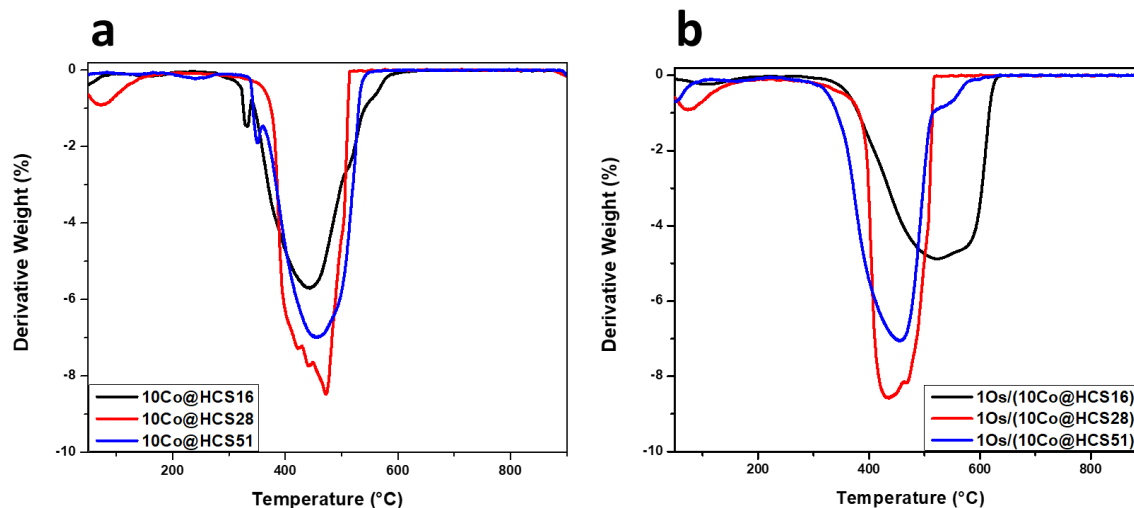 a
0
-2
-4
-6
-8
-10
200
400
600
800
Derivative Weight (%)
Temperature (°C)
10Co@HCS16
10Co@HCS28
10Co@HCS51
b
0
-2
-4
-6
-8
-10
200
400
600
800
Derivative Weight (%)
Temperature (°C)
1Os/(10Co@HCS16)
1Os/(10Co@HCS28)
1Os/(10Co@HCS51)